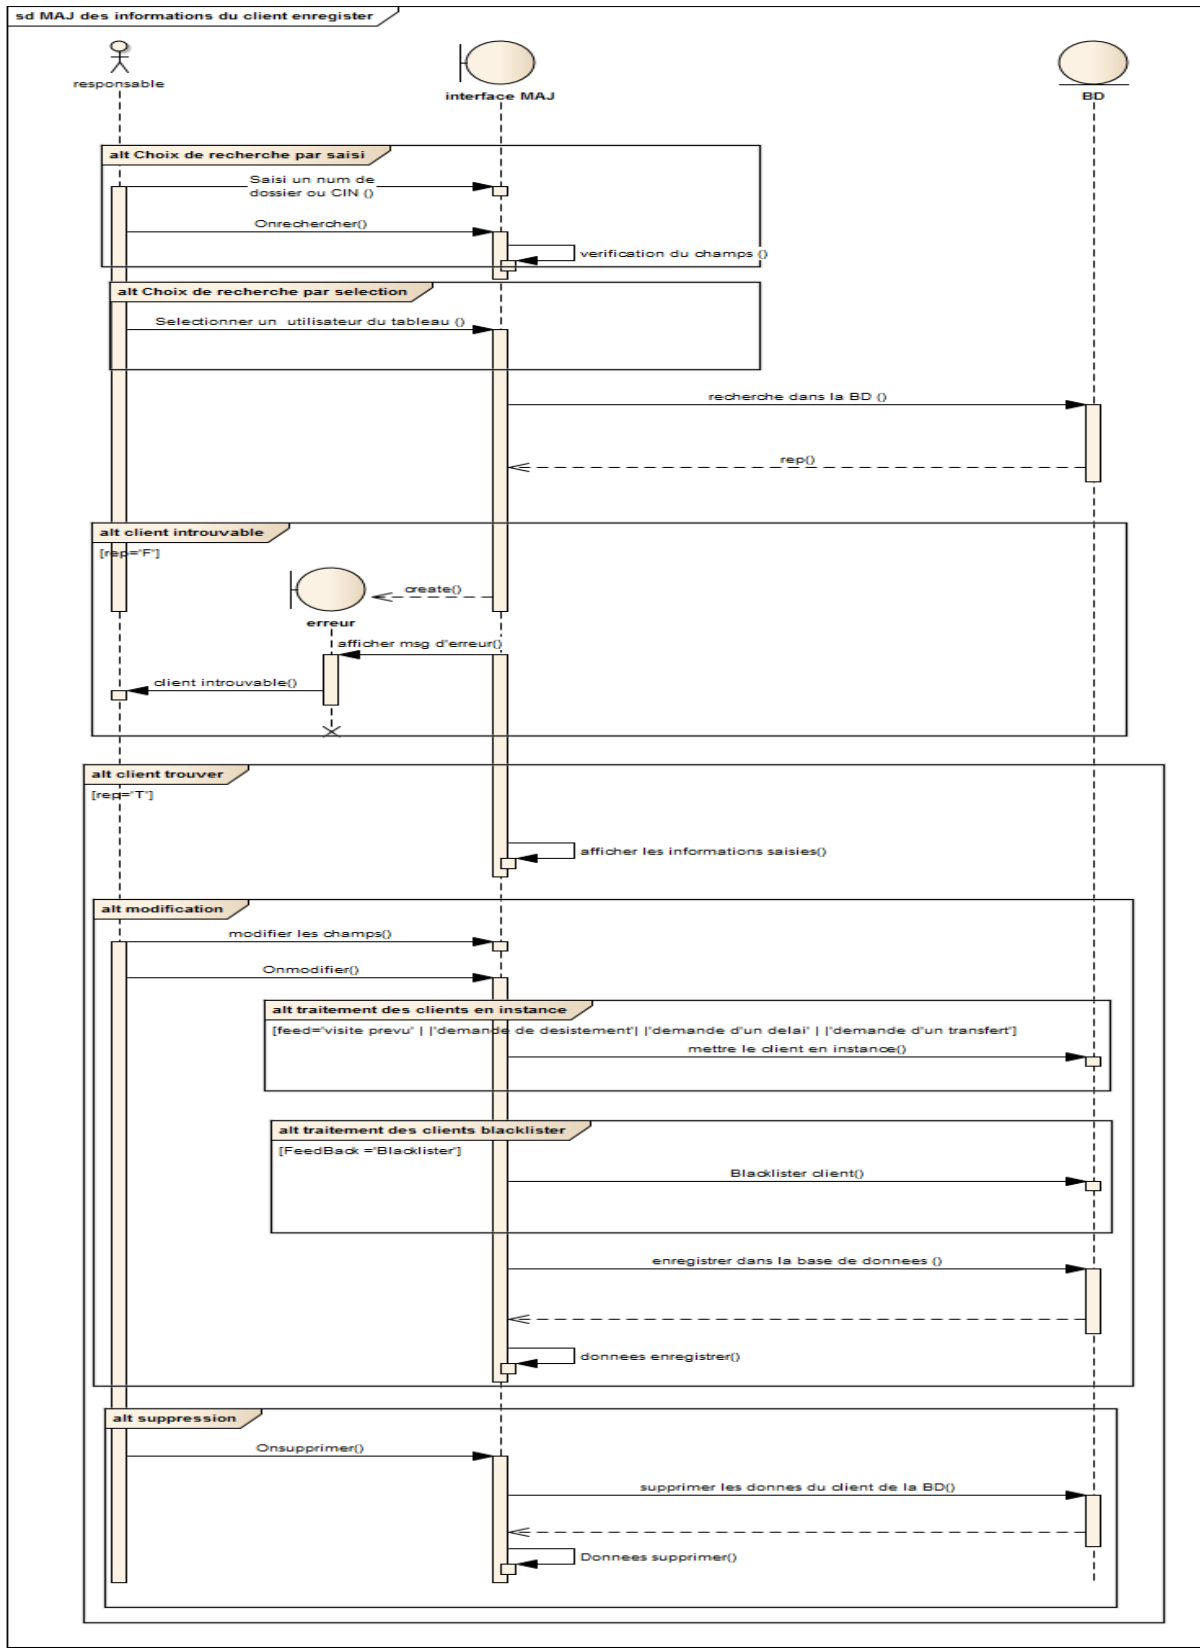 sd MAJ des informations du client enregister
responsable
interface MAJ
BD
alt Choix de recherche par saisi
Saisi un num de
dossier ou CIN ()
Onrechercher()
verification du champs ()
alt Choix de recherche par selection
Selectionner un utilisateur du tableau ()
recherche dans la BD ()
rep()
alt client introuvable
[rep="F"]
create()
erreur
afficher msg d'erreur()
client introuvable()
alt client trouver
[rep="T"]
afficher les informations saisies()
alt modification
modifier les champs()
Onmodifier()
alt traitement des clients en instance
[feed="visite prevu" | |"demande de desistement"| |"demande d'un delai" | |"demande d'un transfert"]
mettre le client en instance()
alt traitement des clients blacklister
[FeedBack ="Blacklister"]
Blacklister client()
enregistrer dans la base de donnees ()
donnees enregistrer()
alt suppression
Onsupprimer()
supprimer les donnes du client de la BD()
Donnees supprimer()